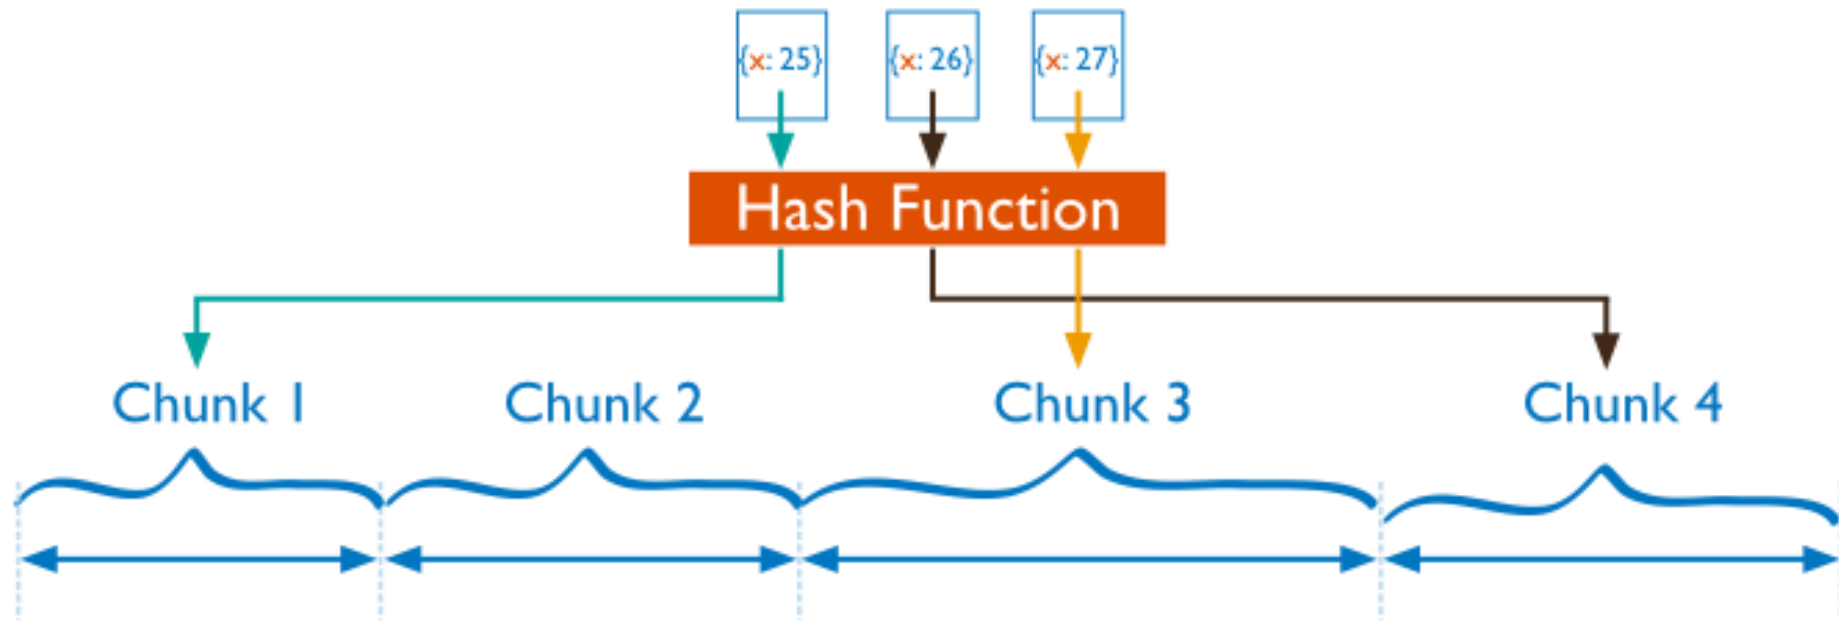 {x: 25} {x: 26} {x: 27}
Hash Function
Chunk 1 Chunk 2 Chunk 3 Chunk 4